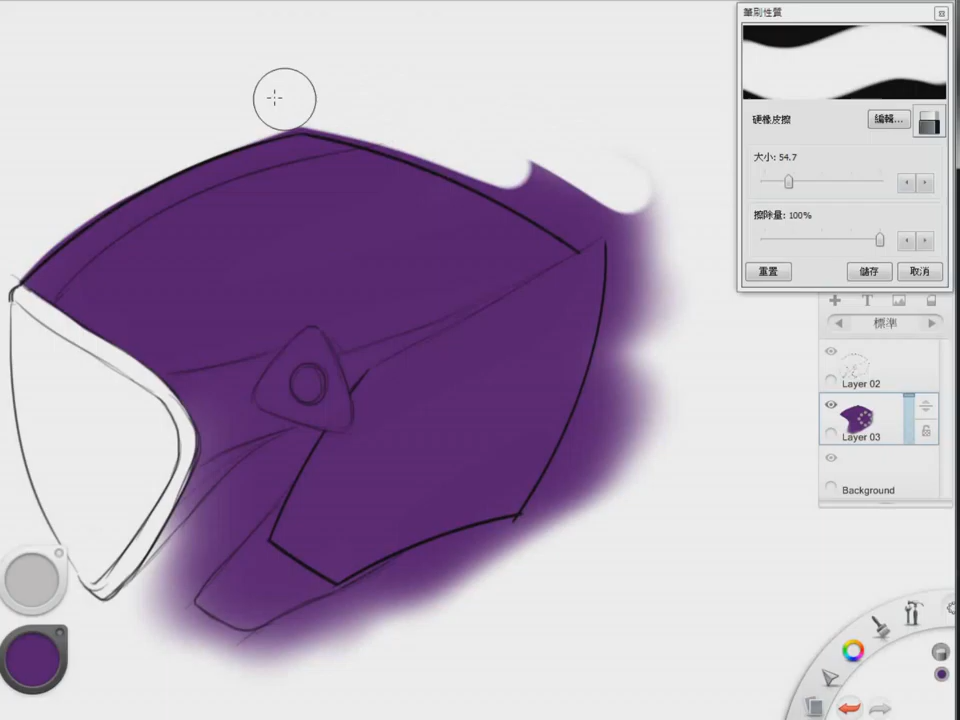 筆刷性質
硬橡皮擦
編輯...
大小: 54.7
擦除量: 100%
重置
儲存
取消
T
標準
Layer 02
Layer 03
Background